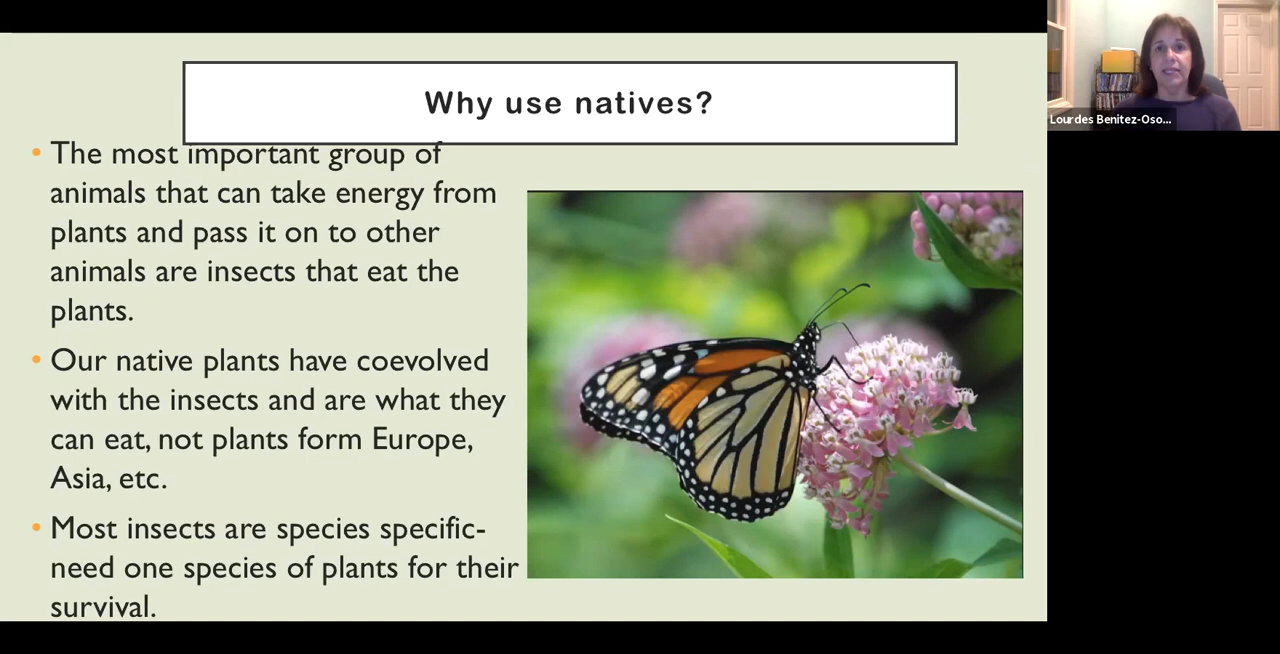 Why use natives?
• The most important group of
animals that can take energy from
plants and pass it on to other
animals are insects that eat the
plants.
• Our native plants have coevolved
with the insects and are what they
can eat, not plants form Europe,
Asia, etc.
• Most insects are species specific-
need one species of plants for their
survival.
Lourdes Benitez-Oso...